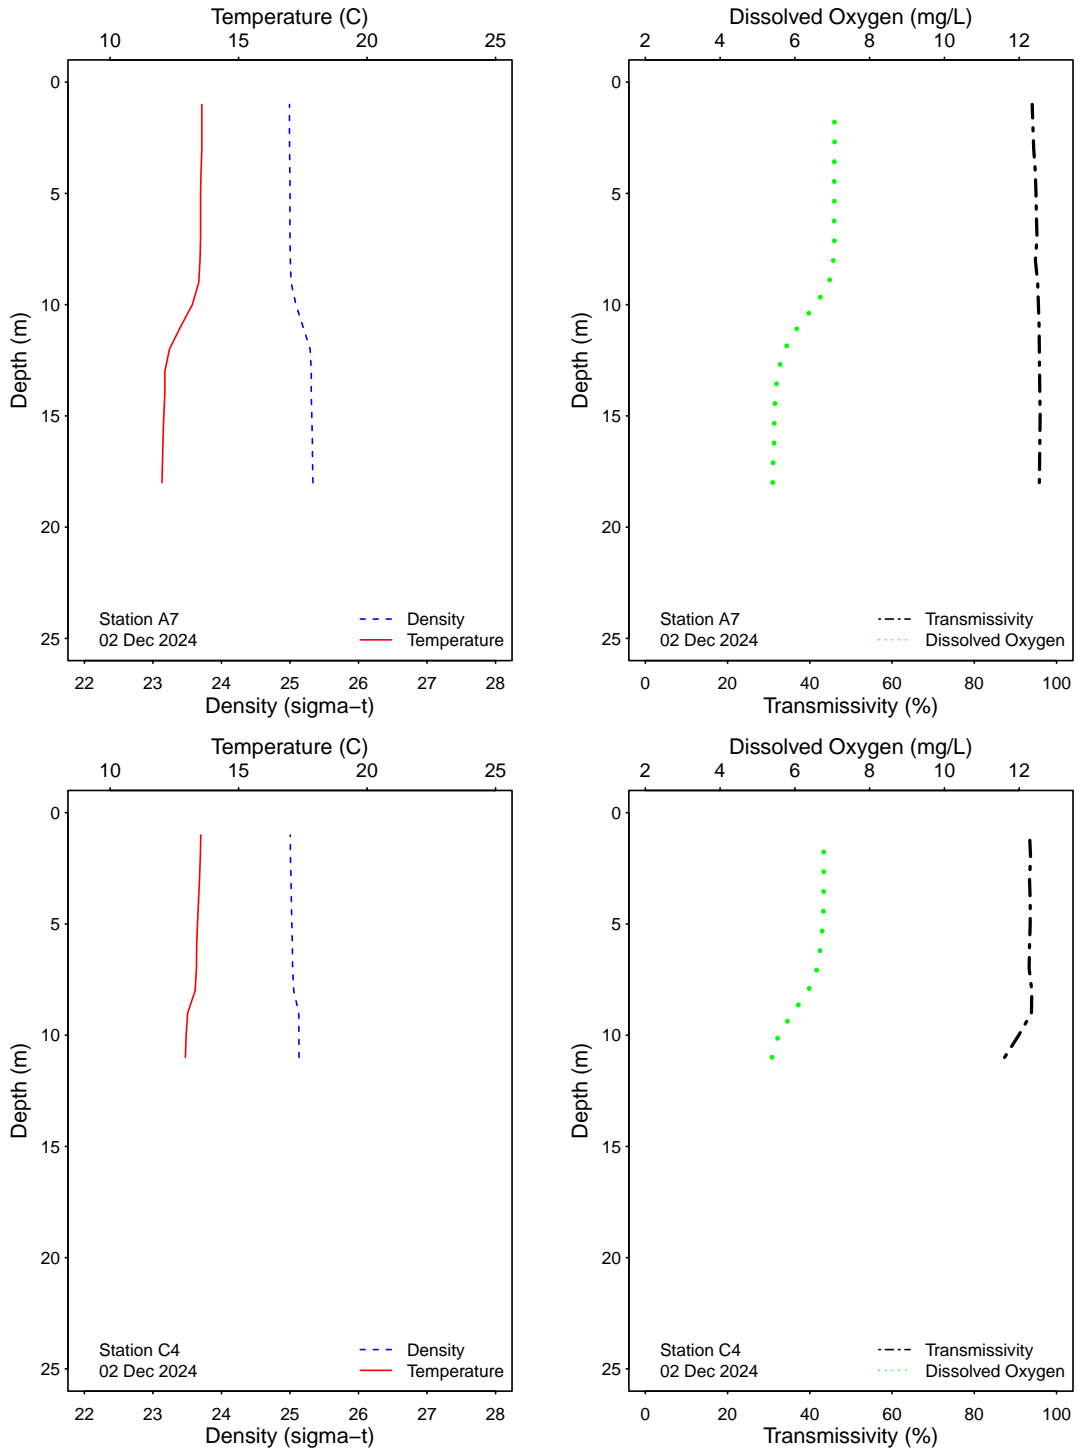 Temperature (C)
10 15 20 25
0
5
10
15
20
25
Depth (m)
Station A7
02 Dec 2024
Density
Temperature
22 23 24 25 26 27 28
Density (sigma−t)
Dissolved Oxygen (mg/L)
2 4 6 8 10 12
0
5
10
15
20
25
Depth (m)
Station A7
02 Dec 2024
Transmissivity
Dissolved Oxygen
0 20 40 60 80 100
Transmissivity (%)
Temperature (C)
10 15 20 25
0
5
10
15
20
25
Depth (m)
Station C4
02 Dec 2024
Density
Temperature
22 23 24 25 26 27 28
Density (sigma−t)
Dissolved Oxygen (mg/L)
2 4 6 8 10 12
0
5
10
15
20
25
Depth (m)
Station C4
02 Dec 2024
Transmissivity
Dissolved Oxygen
0 20 40 60 80 100
Transmissivity (%)